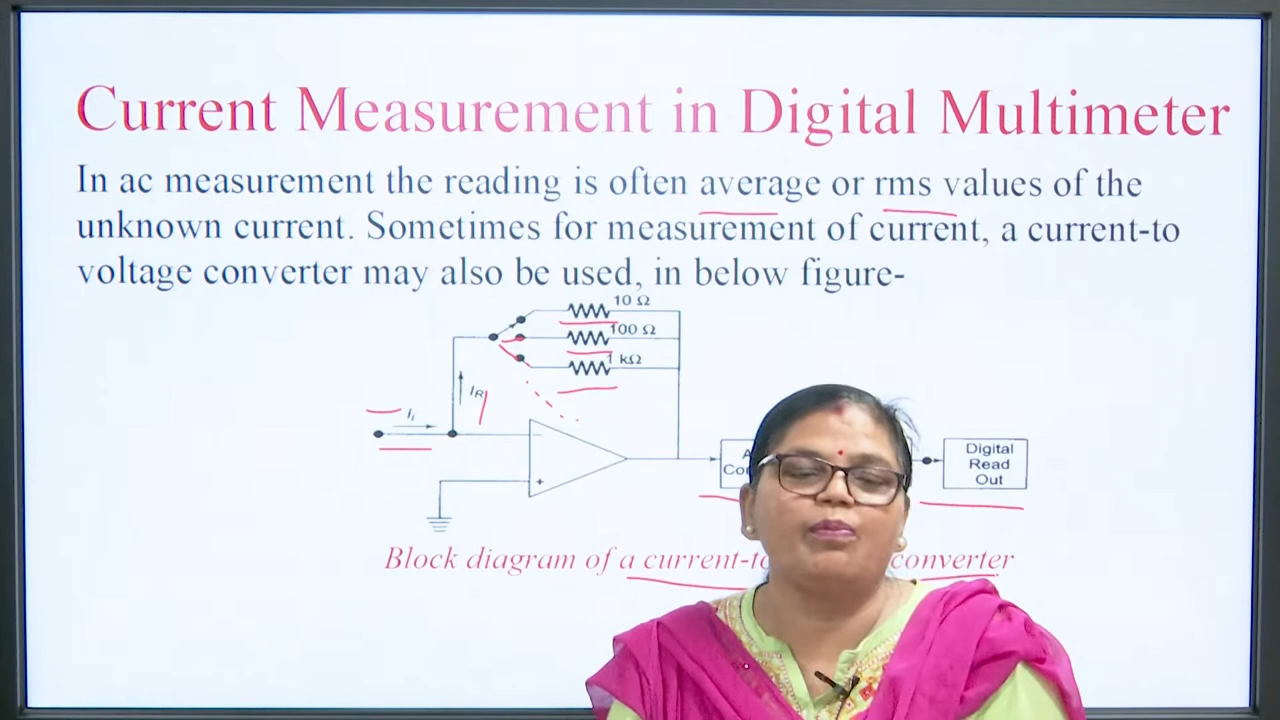 Current Measurement in Digital Multimeter
In ac measurement the reading is often average or rms values of the
unknown current. Sometimes for measurement of current, a current-to
voltage converter may also be used, in below figure-
10 Ω
100 Ω
1 kΩ
IR
Ii
-
+
Digital
Read
Out
Block diagram of a current-to converter